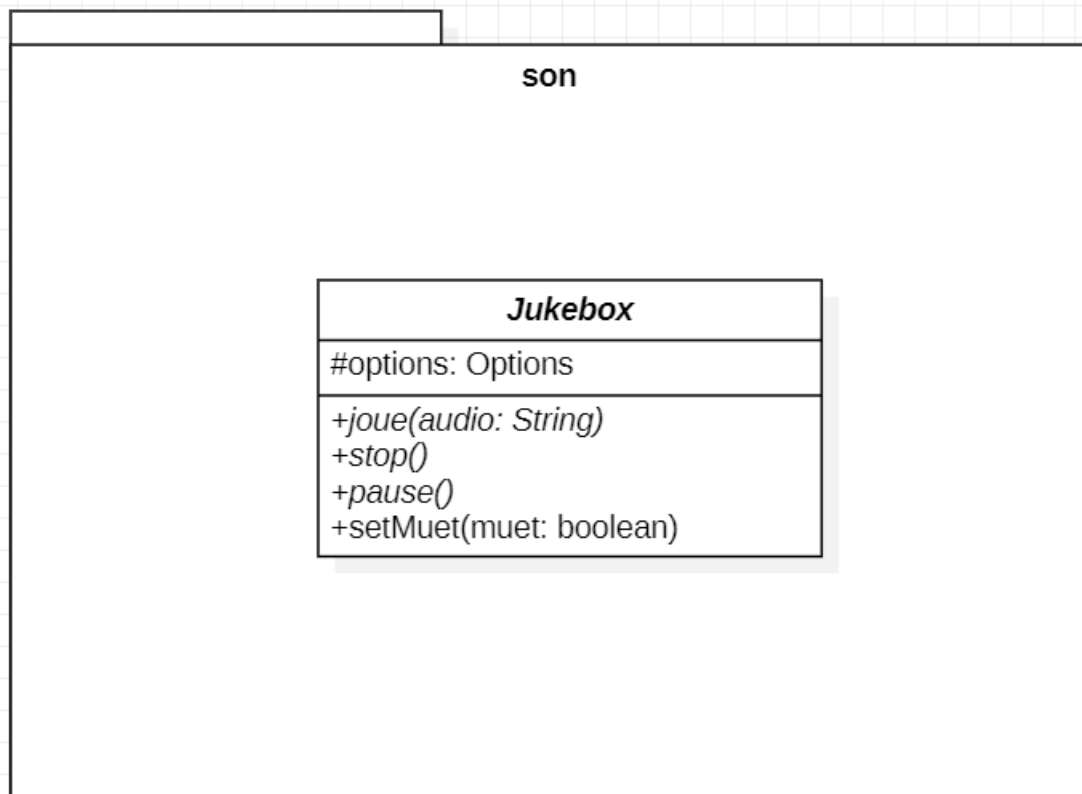 son
Jukebox
#options: Options
+joue(audio: String)
+stop()
+pause()
+setMuet(muet: boolean)